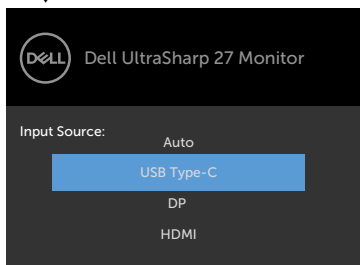 DELL Dell UltraSharp 27 Monitor
Input Source:
Auto
USB Type-C
DP
HDMI